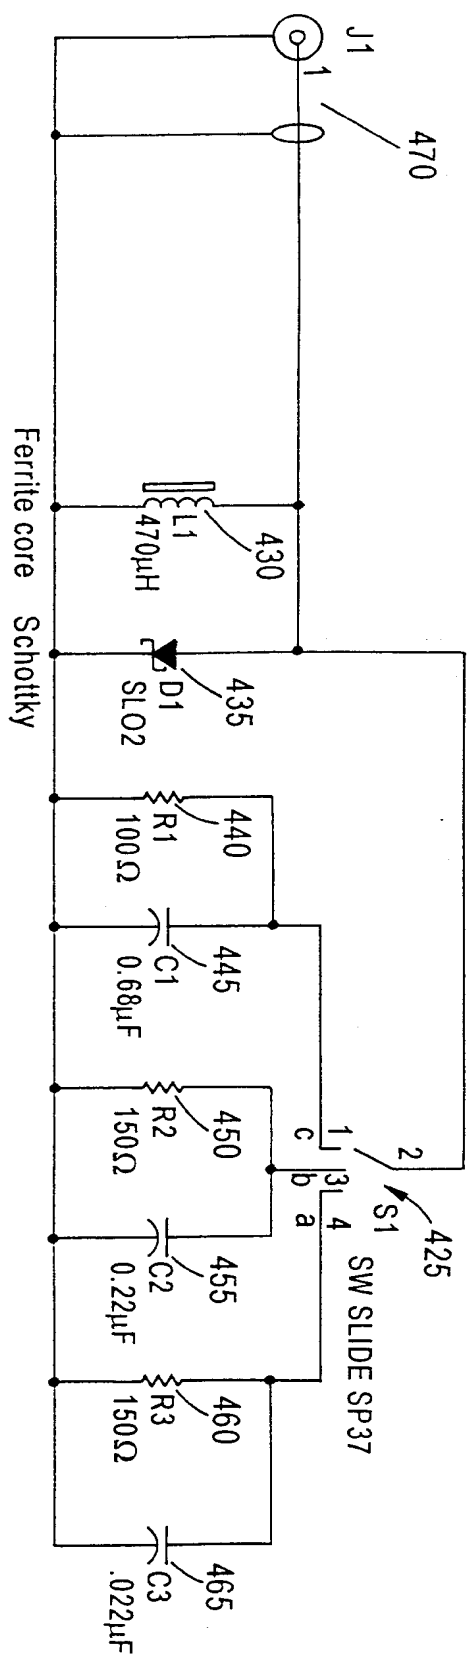 J1
1
470
L1
470µH
430
Ferrite core
D1
SLO2
435
Schottky
R1
100Ω
440
C1
0.68µF
445
R2
150Ω
450
C2
0.22µF
455
R3
150Ω
460
C3
.022µF
465
1
c
2
3
b
4
a
S1
425
SW SLIDE SP37